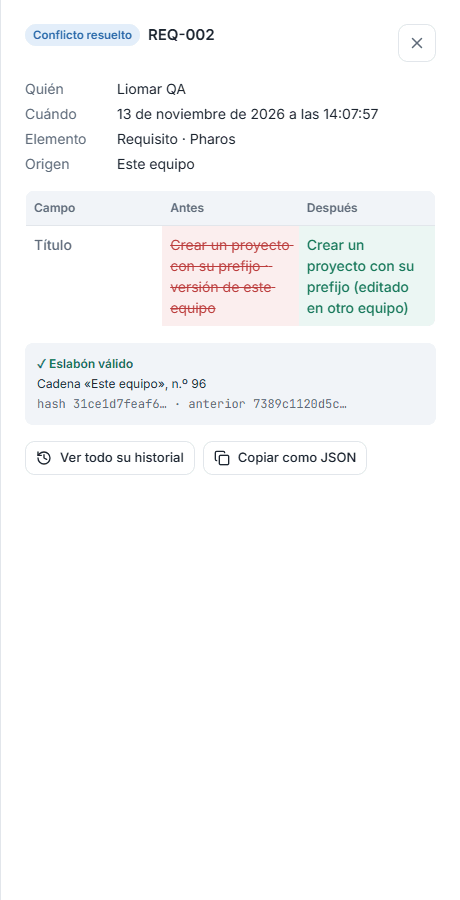 Conflicto resuelto REQ-002
Quién Liomar QA
Cuándo 13 de noviembre de 2026 a las 14:07:57
Elemento Requisito · Pharos
Origen Este equipo
Campo Antes Después
Título
Crear un proyecto
con su prefijo ·
versión de este
equipo
Crear un
proyecto con su
prefijo (editado
en otro equipo)
✓ Eslabón válido
Cadena «Este equipo», n.º 96
hash 31ce1d7feaf6… · anterior 7389c1120d5c…
Ver todo su historial
Copiar como JSON